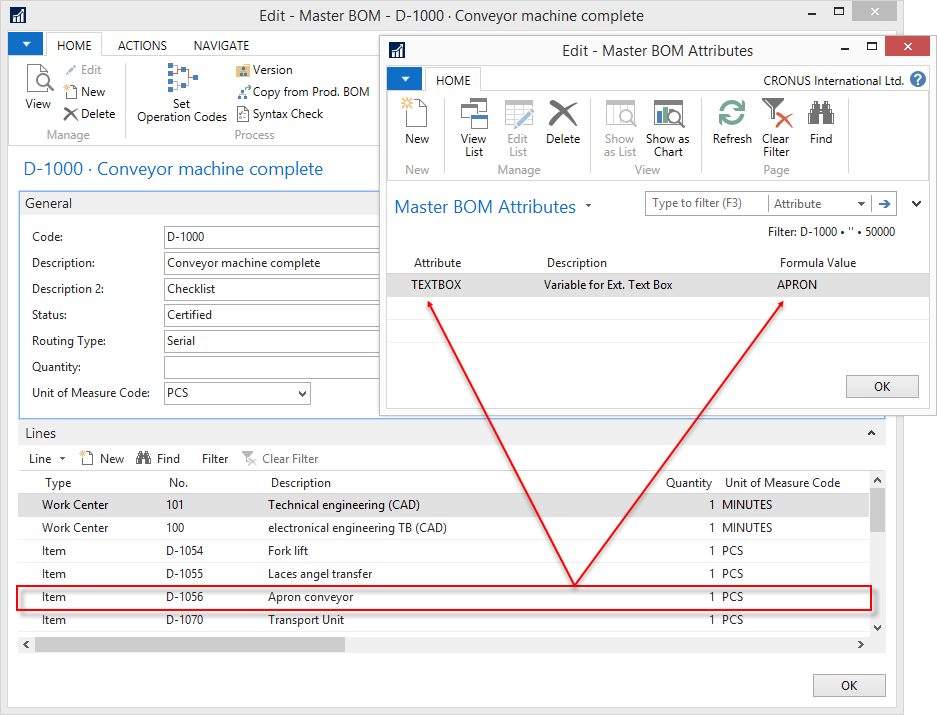 Edit - Master BOM - D-1000 · Conveyor machine complete
HOME ACTIONS NAVIGATE
View
Edit
New
Delete
Manage
Set
Operation Codes
Version
Copy from Prod. BOM
Syntax Check
Process
D-1000 · Conveyor machine complete
General
Code: D-1000
Description: Conveyor machine complete
Description 2: Checklist
Status: Certified
Routing Type: Serial
Quantity:
Unit of Measure Code: PCS
Edit - Master BOM Attributes
HOME
CRONUS International Ltd. ?
New
New
View
List
Edit
List
Delete
Manage
Show
as List
Show as
Chart
View
Refresh
Clear
Filter
Find
Page
Master BOM Attributes
Type to filter (F3) Attribute
Filter: D-1000 • '' • 50000
Attribute Description Formula Value
TEXTBOX Variable for Ext. Text Box APRON
OK
Lines
Line New Find Filter Clear Filter
Type No. Description Quantity Unit of Measure Code
Work Center 101 Technical engineering (CAD) 1 MINUTES
Work Center 100 electronical engineering TB (CAD) 1 MINUTES
Item D-1054 Fork lift 1 PCS
Item D-1055 Laces angel transfer 1 PCS
Item D-1056 Apron conveyor 1 PCS
Item D-1070 Transport Unit 1 PCS
OK